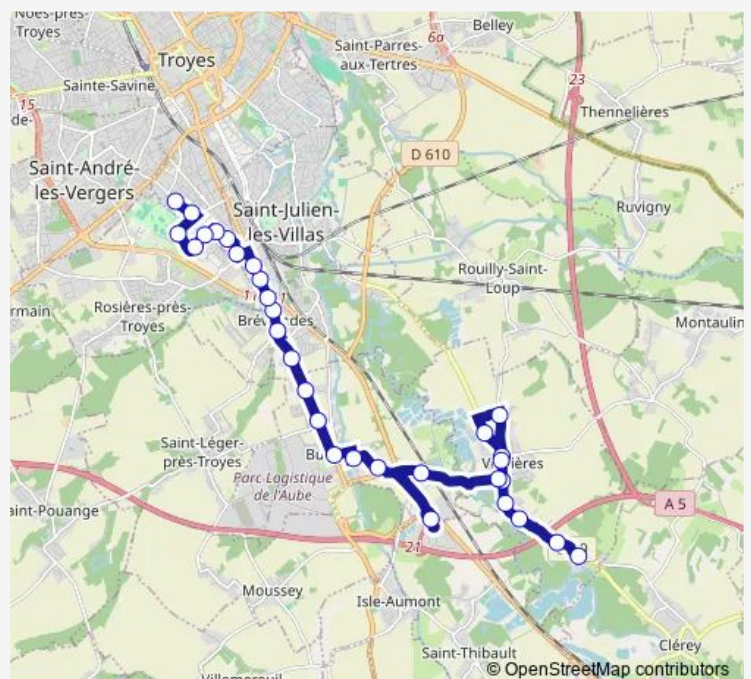 Noës-près-
Troyes
Belley
6a
Saint-Parres-
aux-Tertres
Troyes
23
Sainte-Savine
15
de-
Thennelières
D 610
Saint-André-
les-Vergers
Saint-Julien-
les-Villas
Ruvigny
Rouilly-Saint-
Loup
rmain
Rosières-près-
Troyes
Montaulin
Saint-Léger-
près-Troyes
Parc Logistique
de l'Aube
A 5
aint-Pouange
21
Moussey
Isle-Aumont
Clérey
Saint-Thibault
Villemereuil
© OpenStreetMap contributors